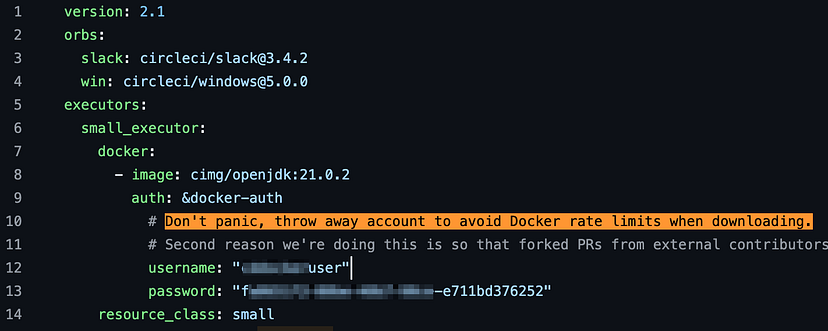 1 version: 2.1
2 orbs:
3 slack: circleci/slack@3.4.2
4 win: circleci/windows@5.0.0
5 executors:
6 small_executor:
7 docker:
8 - image: cimg/openjdk:21.0.2
9 auth: &docker-auth
10 # Don't panic, throw away account to avoid Docker rate limits when downloading.
11 # Second reason we're doing this is so that forked PRs from external contributors
12 username: "user"
13 password: "f-e711bd376252"
14 resource_class: small